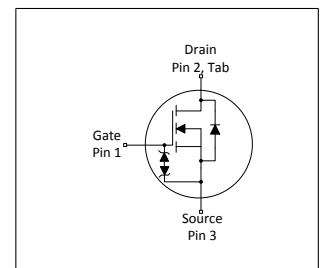 Drain
Pin 2, Tab
Gate
Pin 1
Source
Pin 3